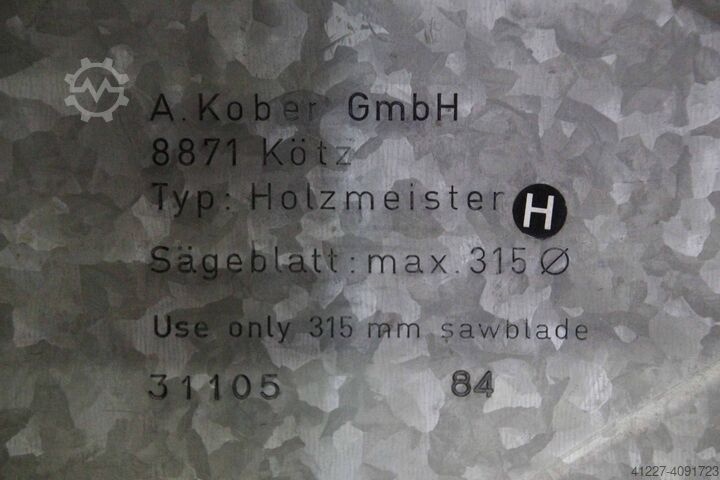 A. Kober GmbH
8871 Kötz
Typ: Holzmeister H
Sägeblatt: max. 315 Ø
Use only 315 mm sawblade
31105 84
41227-4091723